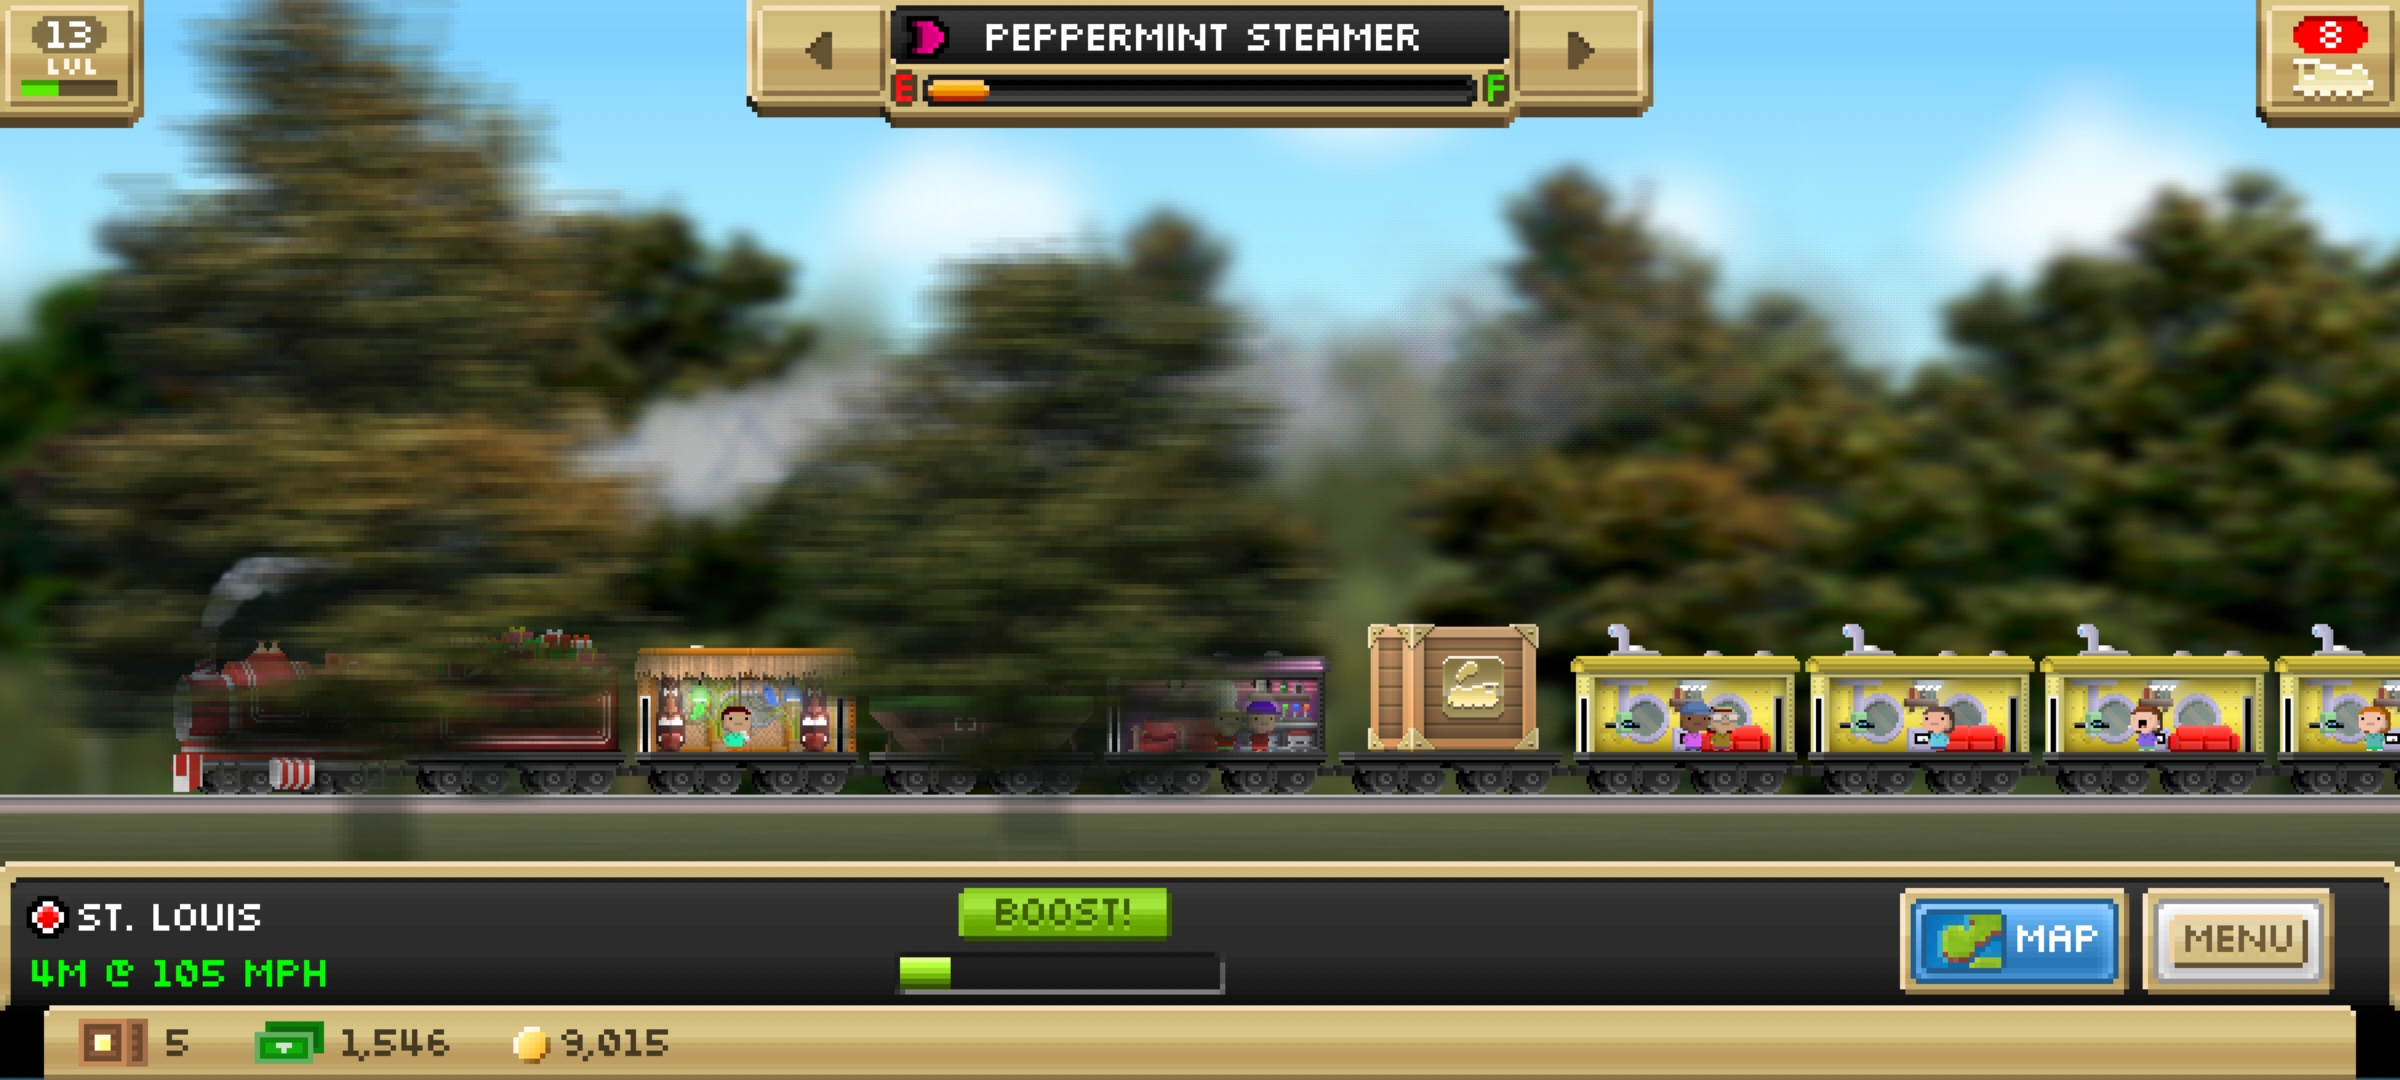 13
LVL
PEPPERMINT STEAMER
E
F
8
ST. LOUIS
4M @ 105 MPH
BOOST!
MAP
MENU
5
1,546
9,015